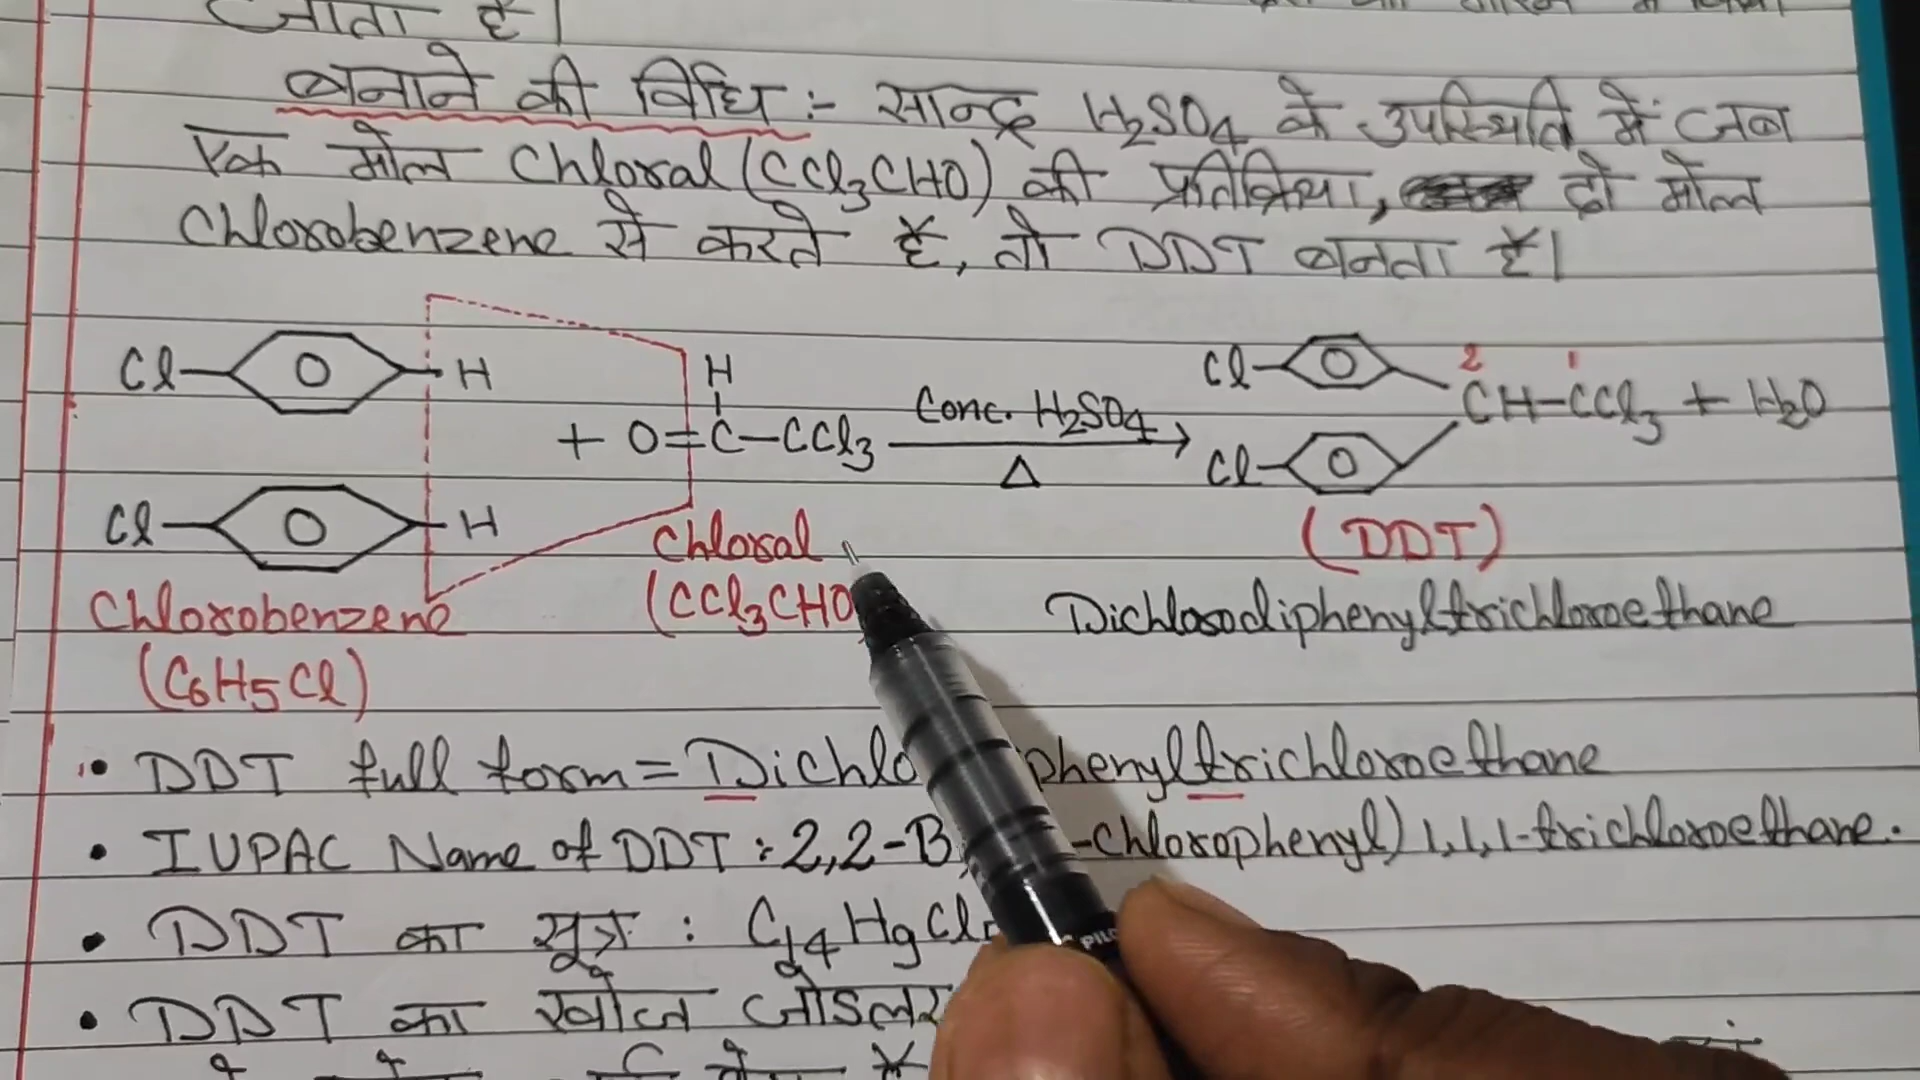 जाता है।
बनाने की विधि :- सान्द्र H₂SO₄ के उपस्थिति में जब
एक मोल Chloral (CCl₃CHO) की प्रतिक्रिया, दो मोल
Chlorobenzene से करते हैं, तो DDT बनता है।
Cl H
H
+ O=C-CCl₃
Conc. H₂SO₄
Δ
Cl
2 1
CH-CCl₃ + H₂O
Cl
Cl H
Chloral
(CCl₃CHO
(DDT)
Chlorobenzene
(C₆H₅Cl)
Dichlorodiphenyltrichloroethane
• DDT full form = Dichlo phenyltrichloroethane
• IUPAC Name of DDT : 2,2-B -chlorophenyl) 1,1,1-trichloroethane.
• DDT का सूत्र : C₁₄H₉Cl
• DDT का खोज